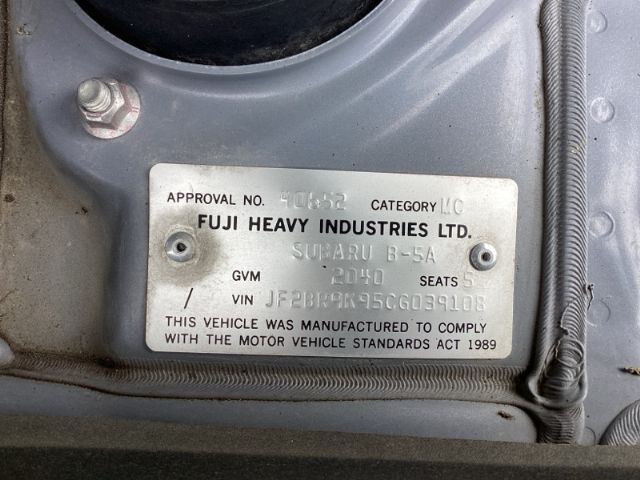 APPROVAL NO. 40652 CATEGORY MC
FUJI HEAVY INDUSTRIES LTD.
SUBARU B-5A
GVM 2040 SEATS 5
/ VIN JF2BR9K95CG039108
THIS VEHICLE WAS MANUFACTURED TO COMPLY
WITH THE MOTOR VEHICLE STANDARDS ACT 1989